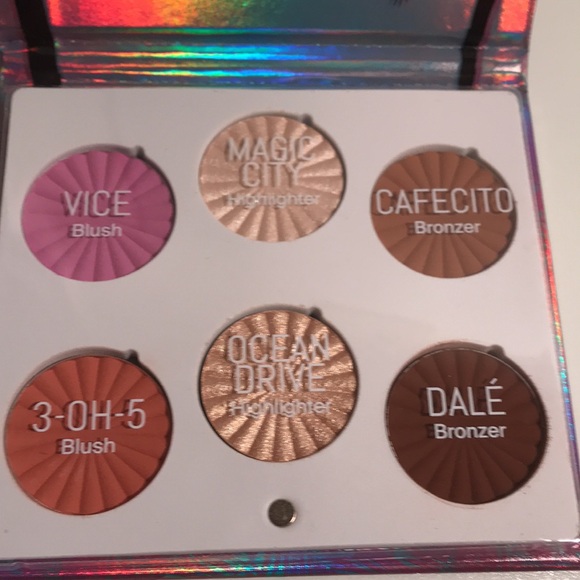 VICE
Blush
MAGIC
CITY
Highlighter
CAFECITO
Bronzer
3-OH-5
Blush
OCEAN
DRIVE
Highlighter
DALÉ
Bronzer